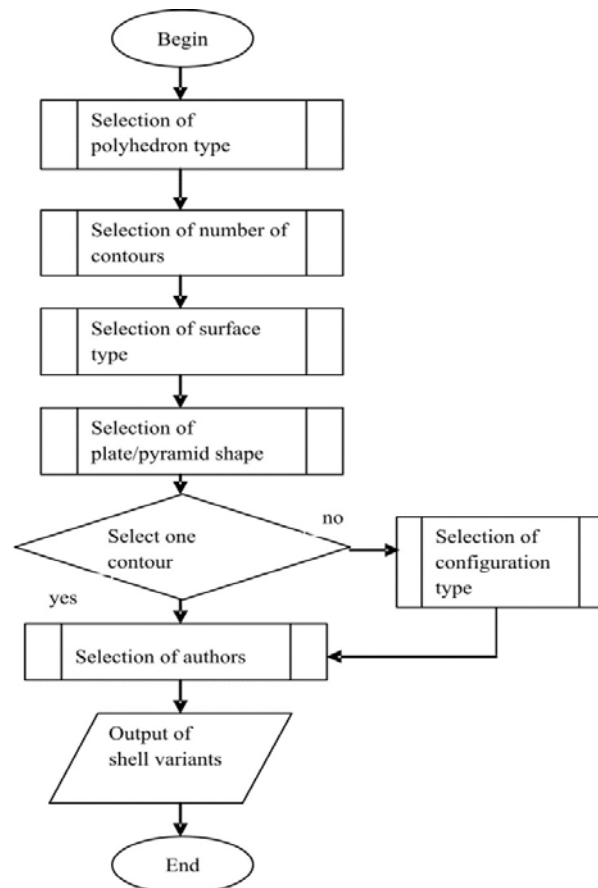 Begin
Selection of
polyhedron type
Selection of number of
contours
Selection of surface
type
Selection of
plate/pyramid shape
Select one
contour
no
Selection of
configuration
type
yes
Selection of authors
Output of
shell variants
End